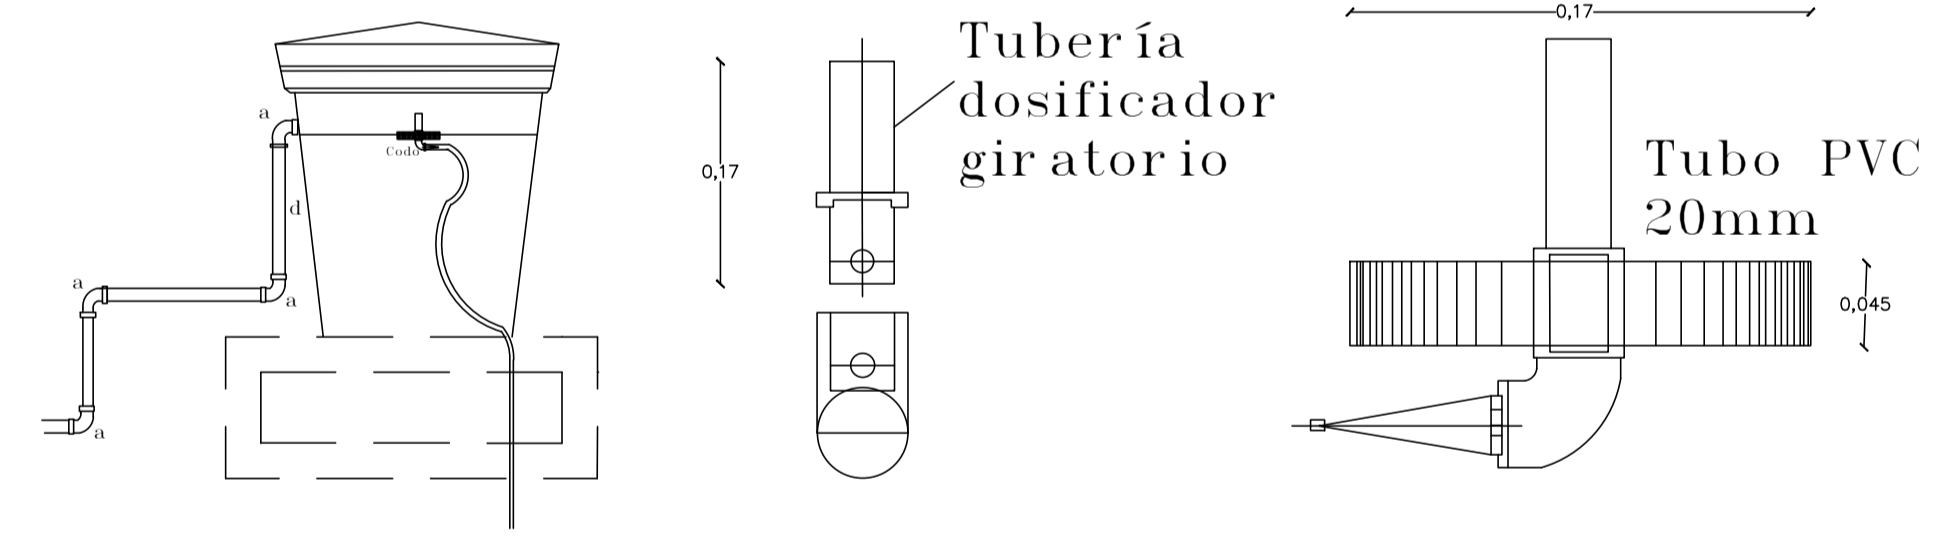 a
Codo
d
a
a
a
0,17
Tubería
dosificador
giratorio
0,17
Tubo PVC
20mm
0,045